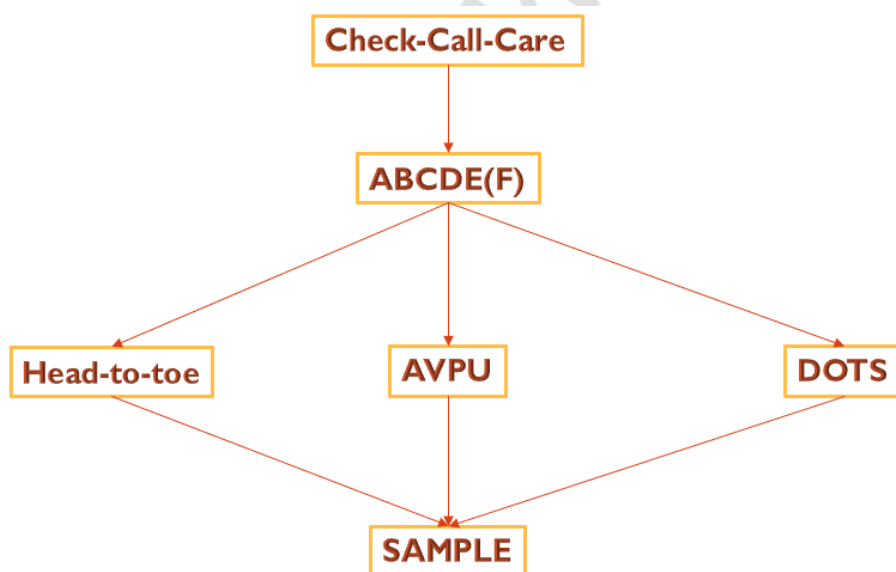 Check-Call-Care
ABCDE(F)
Head-to-toe
AVPU
DOTS
SAMPLE